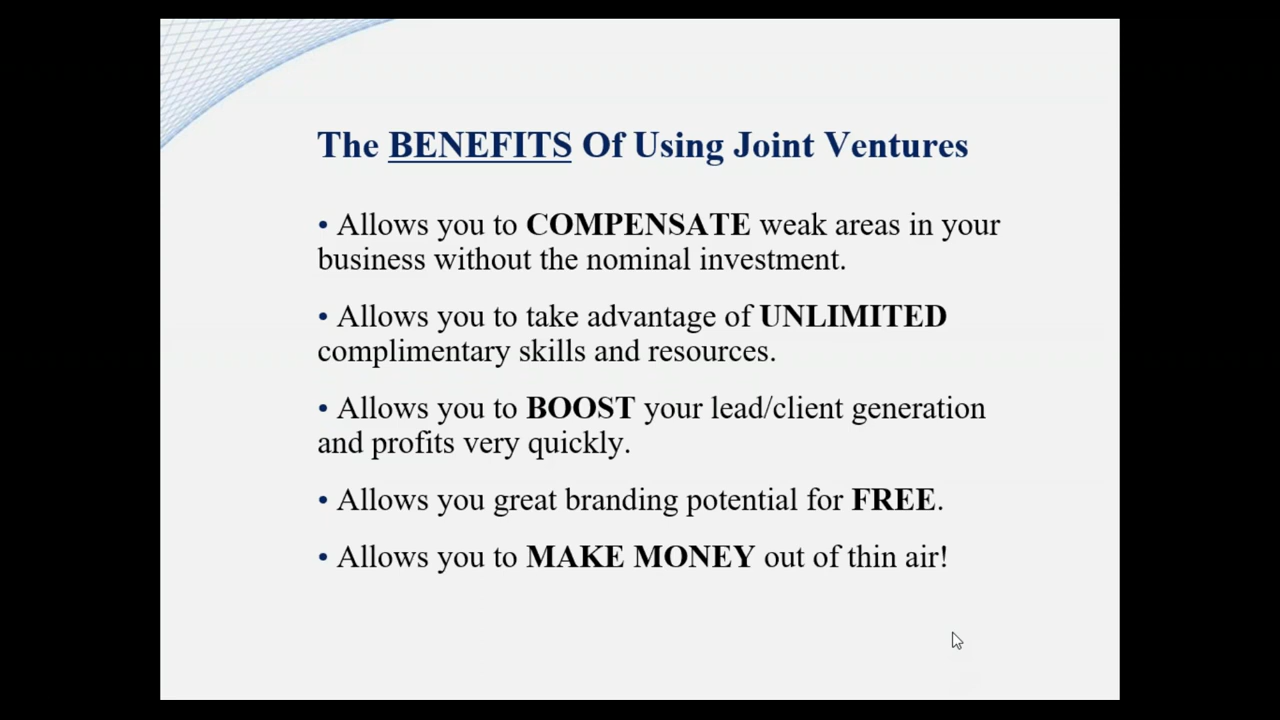 The BENEFITS Of Using Joint Ventures
• Allows you to COMPENSATE weak areas in your
business without the nominal investment.
• Allows you to take advantage of UNLIMITED
complimentary skills and resources.
• Allows you to BOOST your lead/client generation
and profits very quickly.
• Allows you great branding potential for FREE.
• Allows you to MAKE MONEY out of thin air!